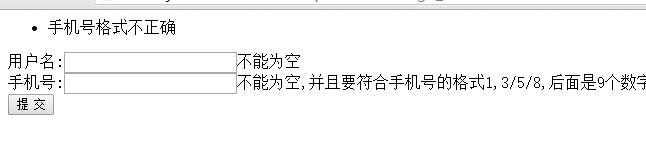 手机号格式不正确
用户名:不能为空
手机号:不能为空,并且要符合手机号的格式1,3/5/8,后面是9个数字
提交